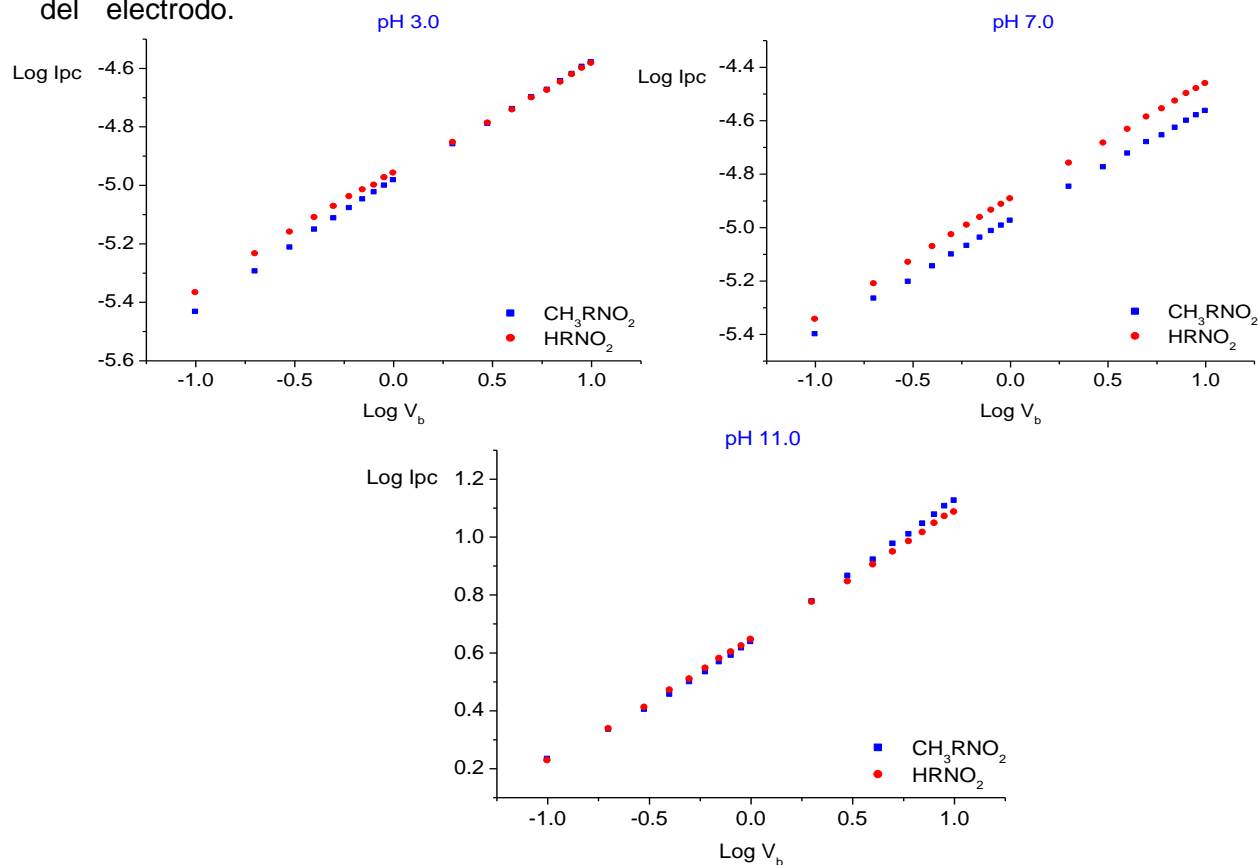 del electrodo.
pH 3.0
Log Ipc
-4.6
-4.8
-5.0
-5.2
-5.4
-5.6
-1.0 -0.5 0.0 0.5 1.0
Log V_b
CH₃RNO₂
HRNO₂
pH 7.0
Log Ipc
-4.4
-4.6
-4.8
-5.0
-5.2
-5.4
-1.0 -0.5 0.0 0.5 1.0
Log V_b
CH₃RNO₂
HRNO₂
pH 11.0
Log Ipc
1.2
1.0
0.8
0.6
0.4
0.2
-1.0 -0.5 0.0 0.5 1.0
Log V_b
CH₃RNO₂
HRNO₂